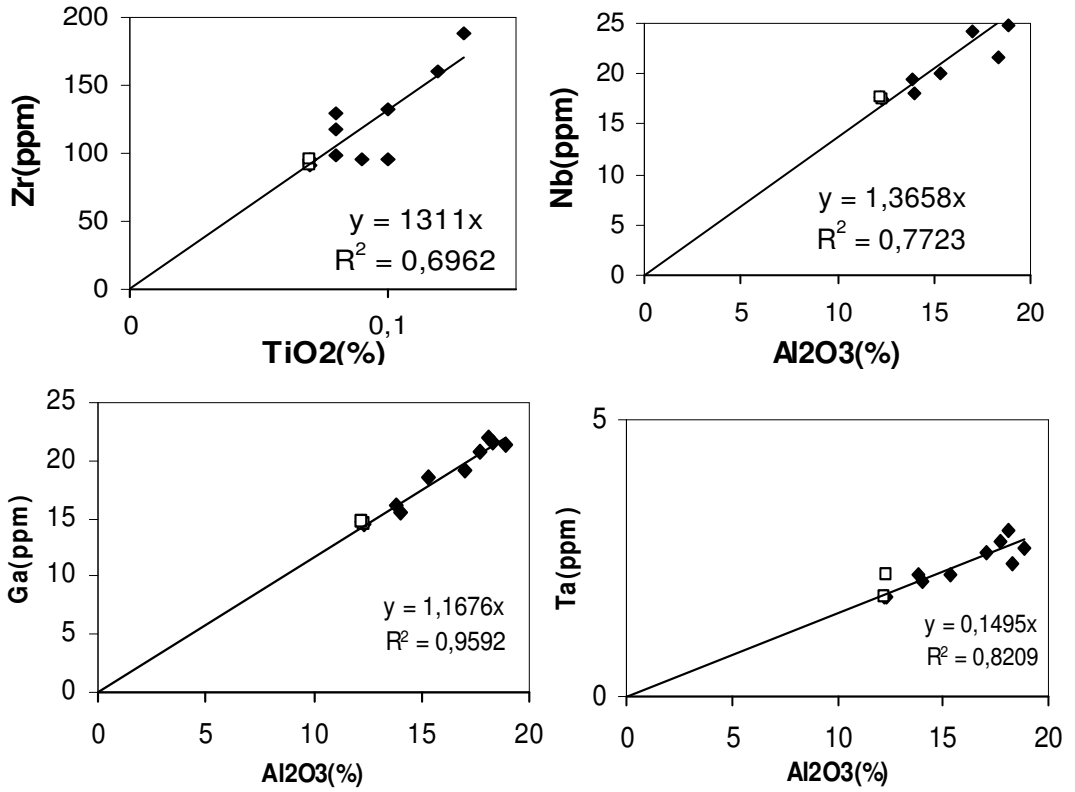 200
150
100
50
0
Zr(ppm)
y = 1311x
R² = 0,6962
0
0,1
TiO2(%)
25
20
15
10
5
0
Nb(ppm)
y = 1,3658x
R² = 0,7723
0 5 10 15 20
Al2O3(%)
25
20
15
10
5
0
Ga(ppm)
y = 1,1676x
R² = 0,9592
0 5 10 15 20
Al2O3(%)
5
0
Ta(ppm)
y = 0,1495x
R² = 0,8209
0 5 10 15 20
Al2O3(%)